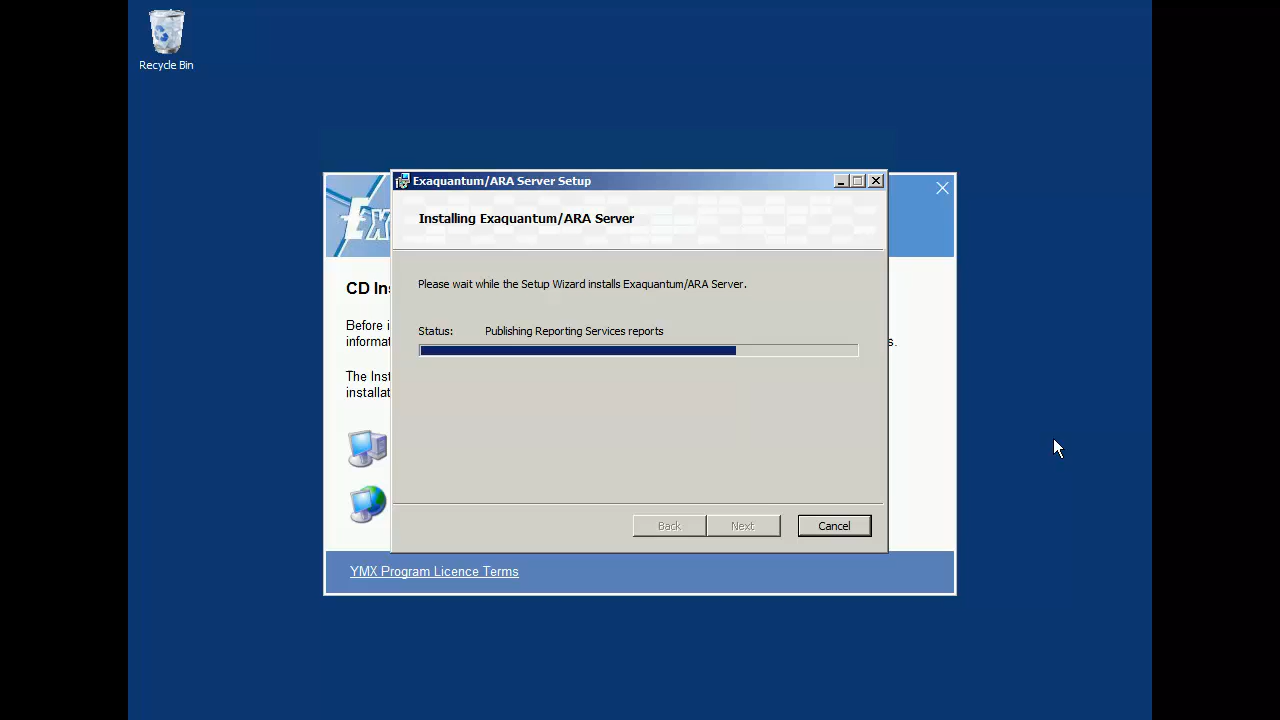 Recycle Bin
Exaquantum/ARA Server Setup
Installing Exaquantum/ARA Server
Please wait while the Setup Wizard installs Exaquantum/ARA Server.
Status: Publishing Reporting Services reports
Back Next Cancel
Ex
CD Ins
Before i
informat s.
The Inst
installat
YMX Program Licence Terms